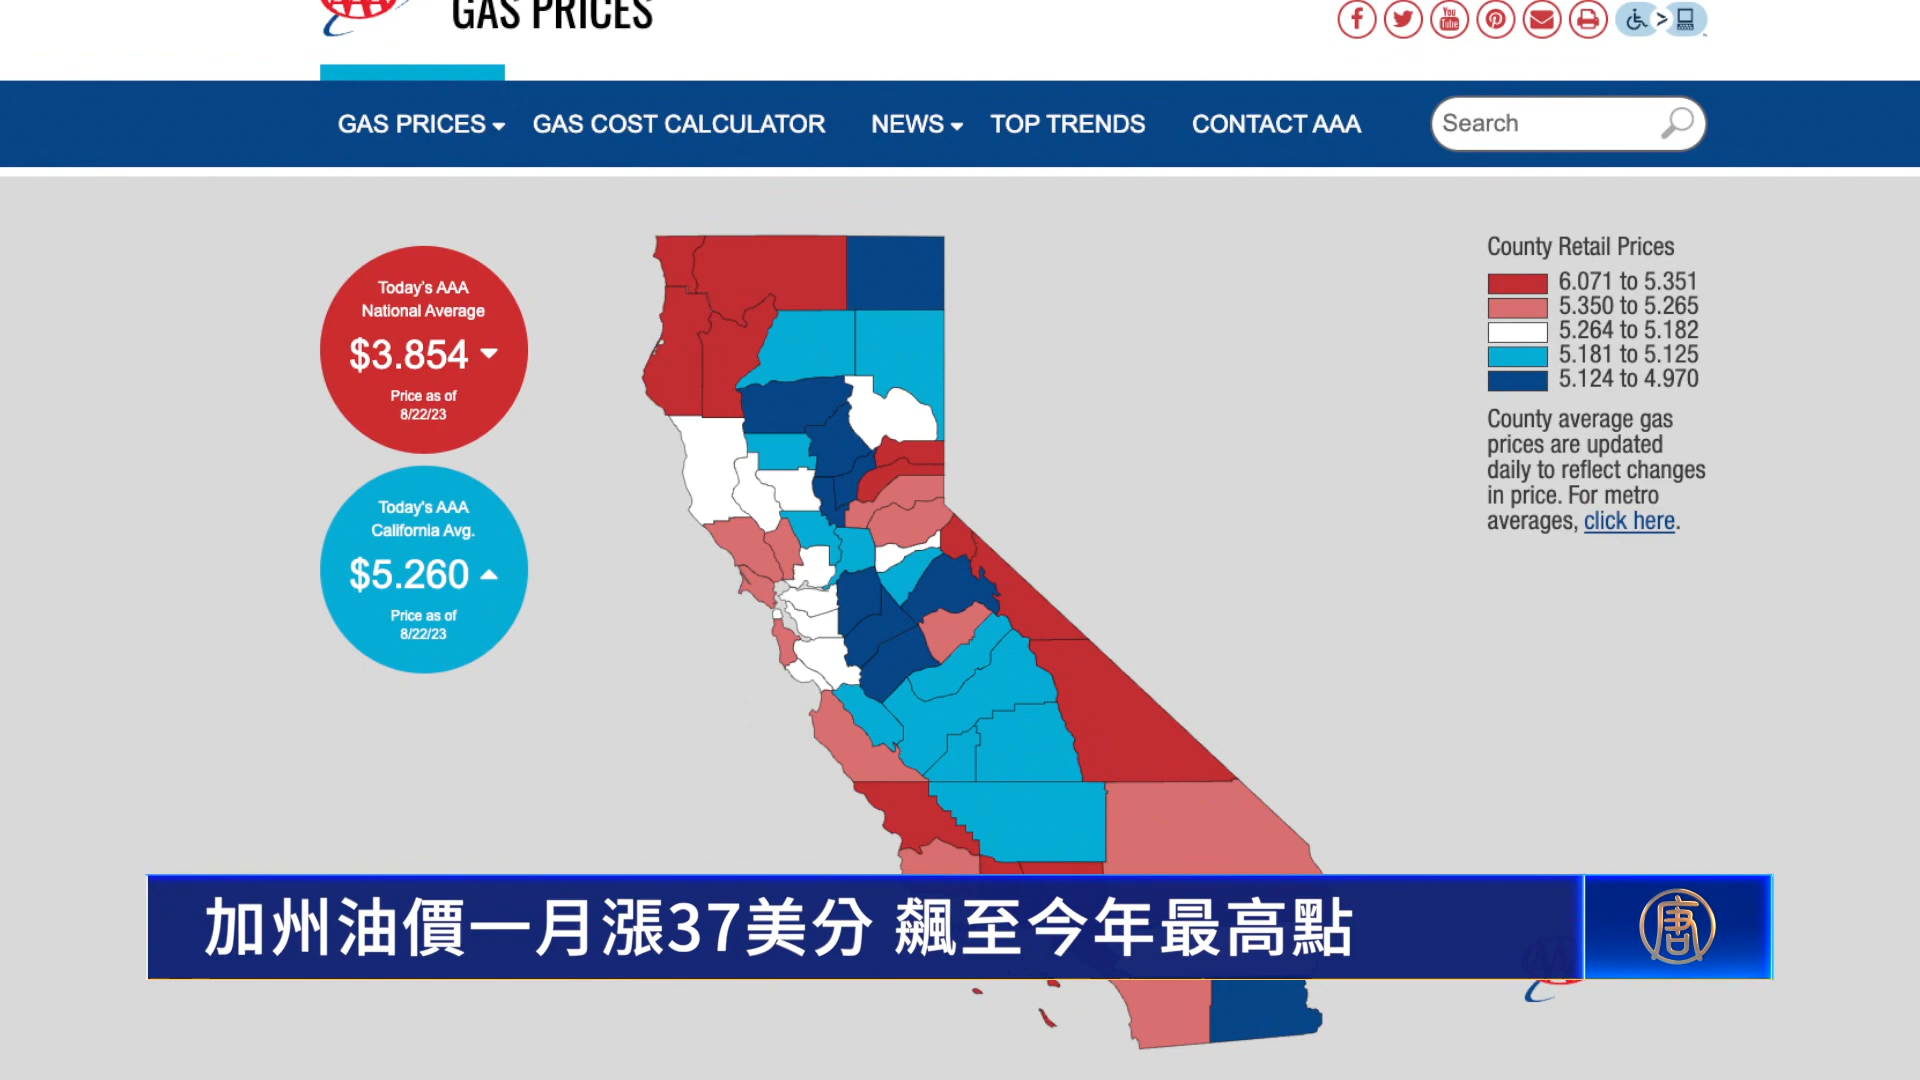 GAS PRICES
GAS PRICES
GAS COST CALCULATOR
NEWS
TOP TRENDS
CONTACT AAA
Search
Today's AAA
National Average
$3.854
Price as of
8/22/23
Today's AAA
California Avg.
$5.260
Price as of
8/22/23
County Retail Prices
6.071 to 5.351
5.350 to 5.265
5.264 to 5.182
5.181 to 5.125
5.124 to 4.970
County average gas
prices are updated
daily to reflect changes
in price. For metro
averages, click here.
加州油價一月漲37美分 飆至今年最高點
唐